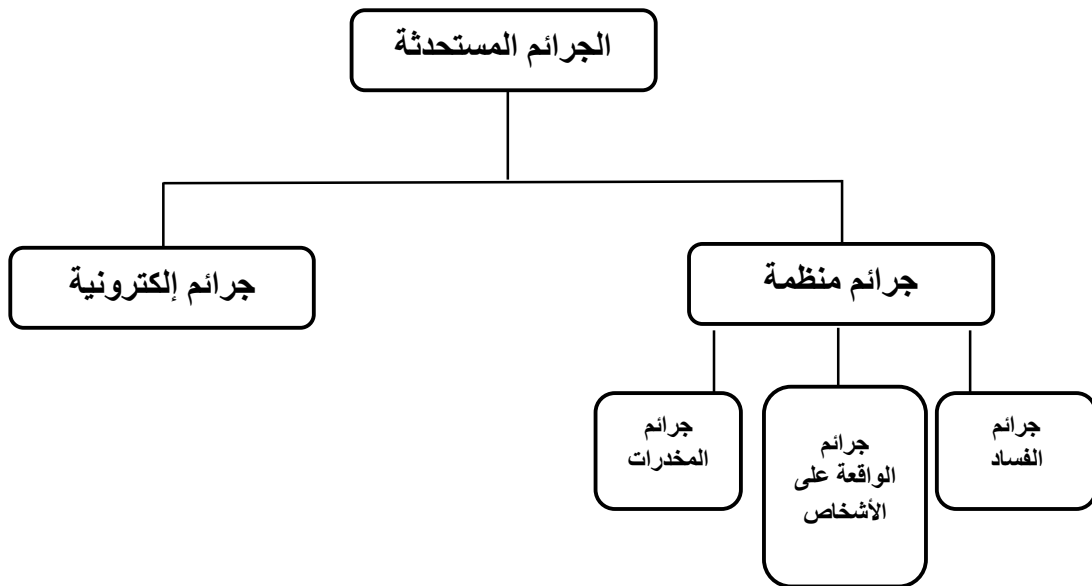 الجرائم المستحدثة
جرائم منظمة
جرائم إلكترونية
جرائم
الفساد
جرائم
الواقعة على
الأشخاص
جرائم
المخدرات